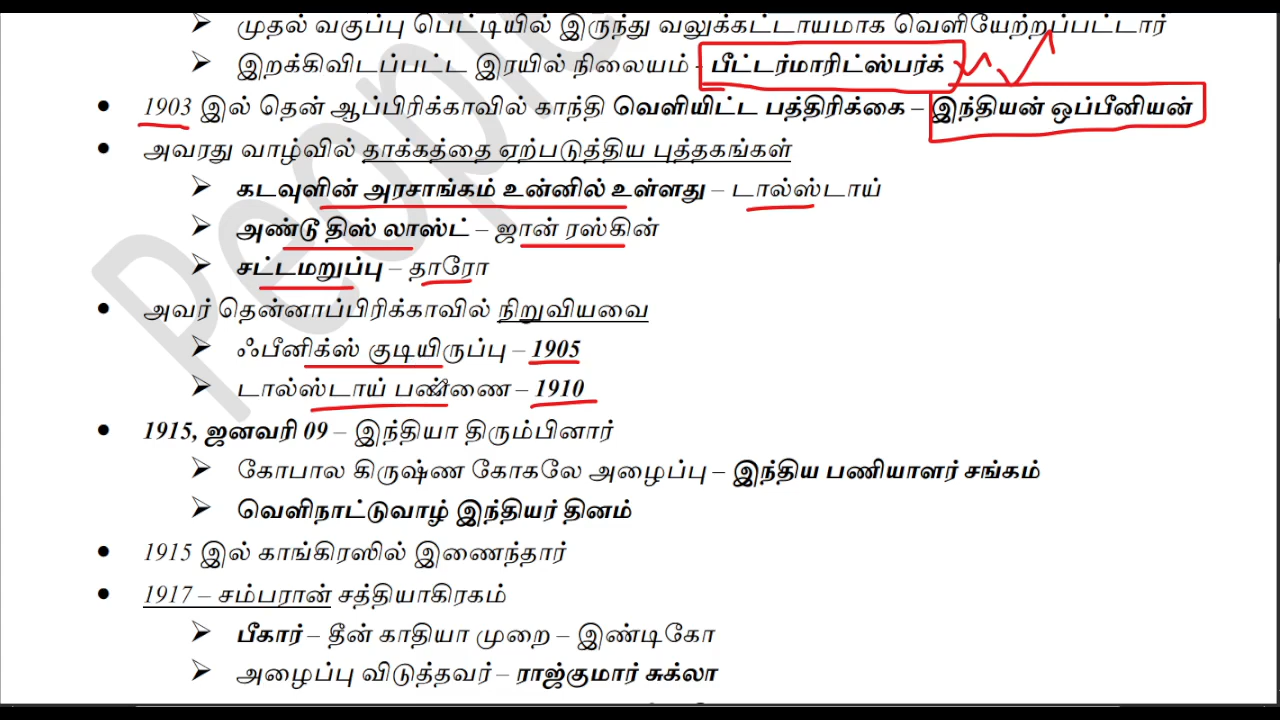 ➢ முதல் வகுப்பு பெட்டியில் இருந்து வலுக்கட்டாயமாக வெளியேற்றப்பட்டார்
➢ இறக்கிவிடப்பட்ட இரயில் நிலையம் - பீட்டர்மாரிட்ஸ்பர்க்
• 1903 இல் தென் ஆப்பிரிக்காவில் காந்தி வெளியிட்ட பத்திரிக்கை – இந்தியன் ஒப்பீனியன்
• அவரது வாழ்வில் தாக்கத்தை ஏற்படுத்திய புத்தகங்கள்
➢ கடவுளின் அரசாங்கம் உன்னில் உள்ளது – டால்ஸ்டாய்
➢ அண்டூ திஸ் லாஸ்ட் – ஜான் ரஸ்கின்
➢ சட்டமறுப்பு – தாரோ
• அவர் தென்னாப்பிரிக்காவில் நிறுவியவை
➢ ஃபீனிக்ஸ் குடியிருப்பு – 1905
➢ டால்ஸ்டாய் பண்ணை – 1910
• 1915, ஜனவரி 09 – இந்தியா திரும்பினார்
➢ கோபால கிருஷ்ண கோகலே அழைப்பு – இந்திய பணியாளர் சங்கம்
➢ வெளிநாட்டுவாழ் இந்தியர் தினம்
• 1915 இல் காங்கிரஸில் இணைந்தார்
• 1917 – சம்பரான் சத்தியாகிரகம்
➢ பீகார் – தீன் காதியா முறை – இண்டிகோ
➢ அழைப்பு விடுத்தவர் – ராஜ்குமார் சுக்லா